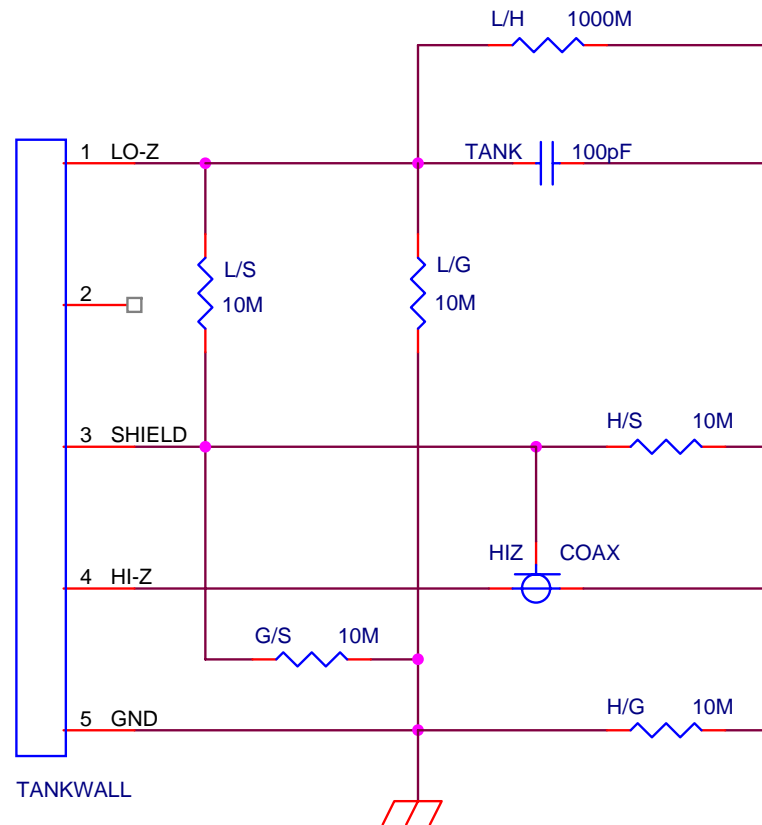 L/H 1000M
1 LO-Z TANK 100pF
L/S L/G
2 10M 10M
3 SHIELD H/S 10M
4 HI-Z HIZ COAX
G/S 10M
5 GND H/G 10M
TANKWALL